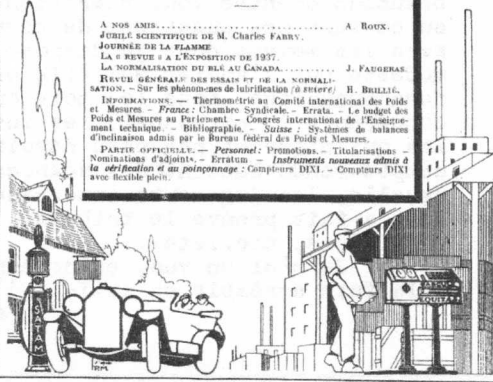 A NOS AMIS. A. ROUX.
JUBILÉ SCIENTIFIQUE DE M. Charles FABRY.
JOURNÉE DE LA FLAMME
LA « REVUE » A L'EXPOSITION DE 1937.
LA NORMALISATION DU BLÉ AU CANADA. J. FAUGERAS.
REVUE GÉNÉRALE DES ESSAIS ET DE LA NORMALI-
SATION. – Sur les phénomènes de lubrification (à suivre) H. BRILLIÉ.
INFORMATIONS. – Thermométrie au Comité international des Poids
et Mesures – France : Chambre Syndicale. – Errata. – Le budget des
Poids et Mesures au Parlement – Congrès international de l'Enseigne-
ment technique. – Bibliographie. – Suisse : Systèmes de balances
d'inclinaison admis par le Bureau fédéral des Poids et Mesures.
PARTIE OFFICIELLE. – Personnel : Promotions. – Titularisations –
Nominations d'adjoints. – Erratum – Instruments nouveaux admis à
la vérification et au poinçonnage : Compteurs DIXI. – Compteurs DIXI
avec flexible plein.
SATAM